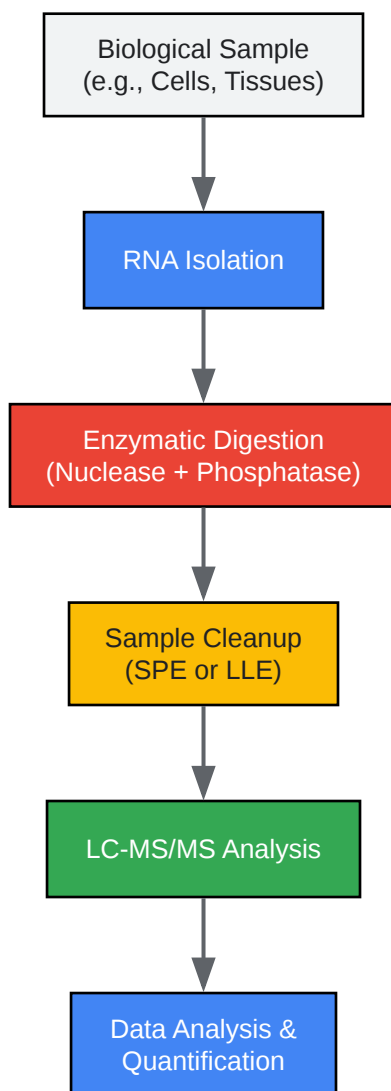 Biological Sample
(e.g., Cells, Tissues)
RNA Isolation
Enzymatic Digestion
(Nuclease + Phosphatase)
Sample Cleanup
(SPE or LLE)
LC-MS/MS Analysis
Data Analysis &
Quantification